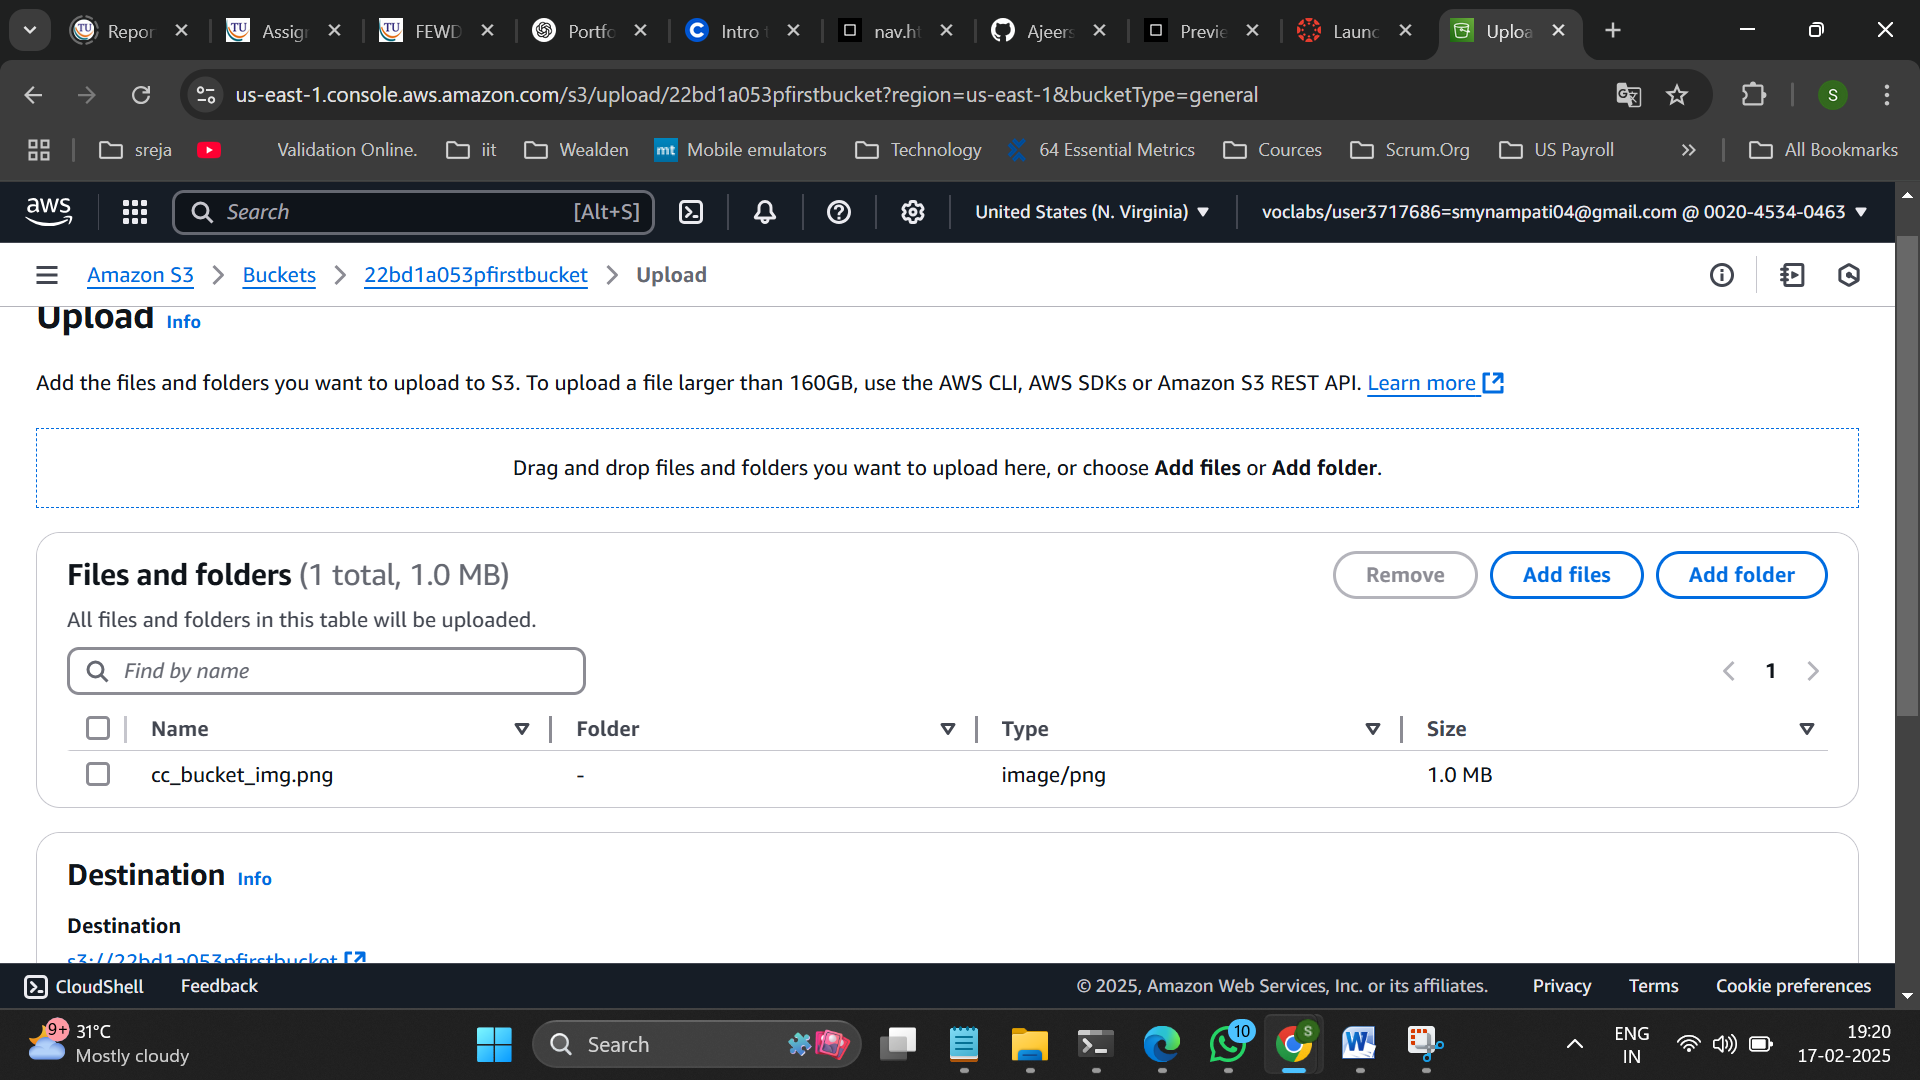 Repor
Assigr
FEWD
Portfo
Intro t
nav.ht
Ajeers
Previe
Launc
Uploa
us-east-1.console.aws.amazon.com/s3/upload/22bd1a053pfirstbucket?region=us-east-1&bucketType=general
S
sreja
Validation Online.
iit
Wealden
mt Mobile emulators
Technology
64 Essential Metrics
Cources
Scrum.Org
US Payroll
All Bookmarks
aws
Search [Alt+S]
United States (N. Virginia)
voclabs/user3717686=smynampati04@gmail.com @ 0020-4534-0463
Amazon S3 > Buckets > 22bd1a053pfirstbucket > Upload
Upload Info
Add the files and folders you want to upload to S3. To upload a file larger than 160GB, use the AWS CLI, AWS SDKs or Amazon S3 REST API. Learn more
Drag and drop files and folders you want to upload here, or choose Add files or Add folder.
Files and folders (1 total, 1.0 MB)
Remove
Add files
Add folder
All files and folders in this table will be uploaded.
Find by name
1
Name Folder Type Size
cc_bucket_img.png - image/png 1.0 MB
Destination Info
Destination
s3://22bd1a053pfirstbucket
CloudShell Feedback © 2025, Amazon Web Services, Inc. or its affiliates. Privacy Terms Cookie preferences
9+
31°C
Mostly cloudy
Search
10
S
ENG
IN
19:20
17-02-2025